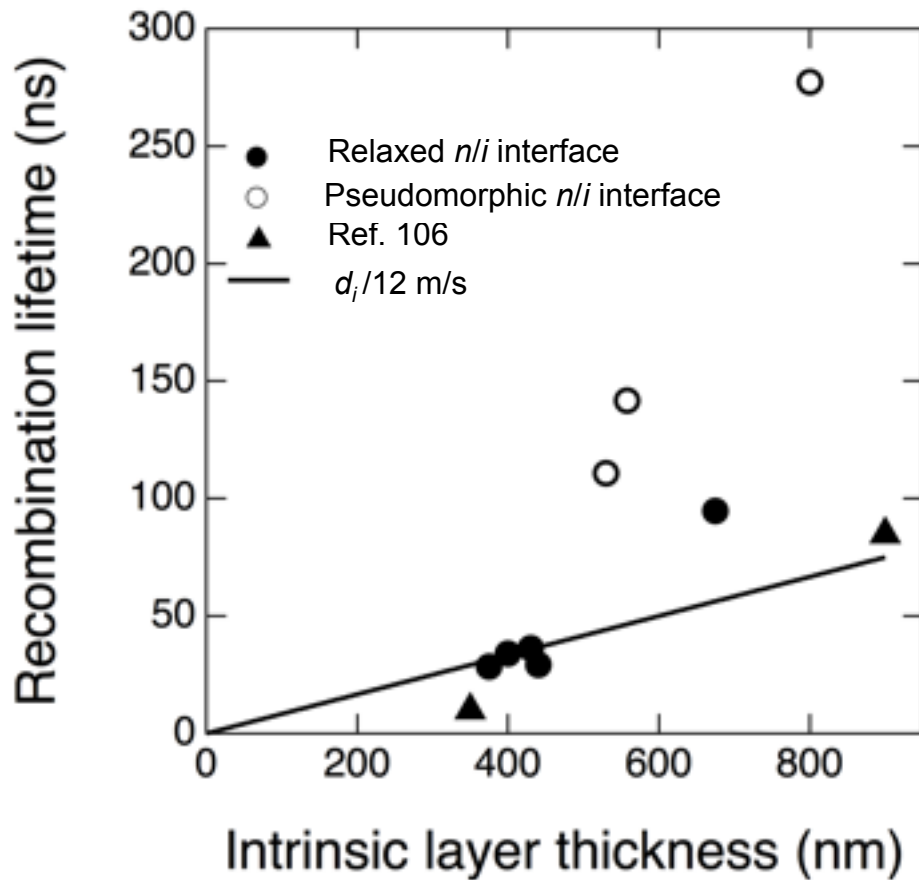 300
250
200
150
100
50
0
Recombination lifetime (ns)
Relaxed n/i interface
Pseudomorphic n/i interface
Ref. 106
d_i/12 m/s
0 200 400 600 800
Intrinsic layer thickness (nm)